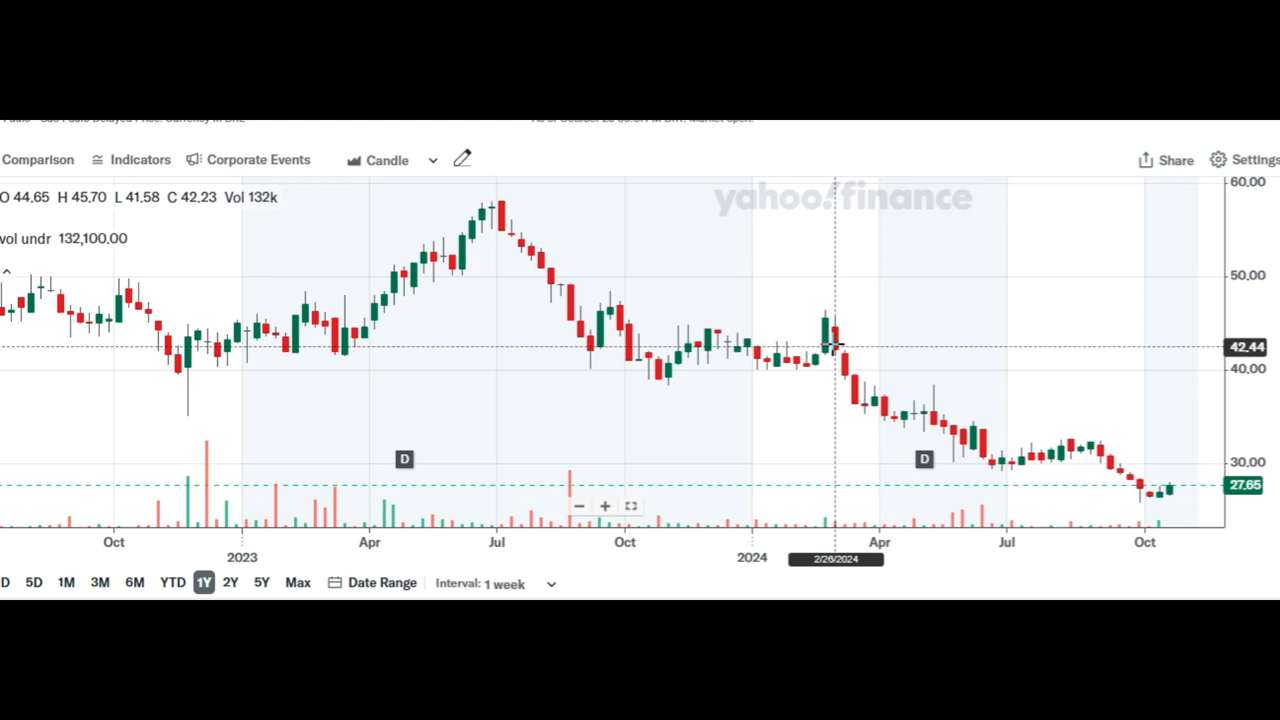 Comparison Indicators Corporate Events Candle Share Settings
O 44.65 H 45.70 L 41.58 C 42.23 Vol 132k
yahoo!finance
60.00
vol undr 132,100.00
50.00
42.44
40.00
D D
30.00
27.65
Oct Apr Jul Oct Apr Jul Oct
2023 2024 2/26/2024
D 5D 1M 3M 6M YTD 1Y 2Y 5Y Max Date Range Interval: 1 week